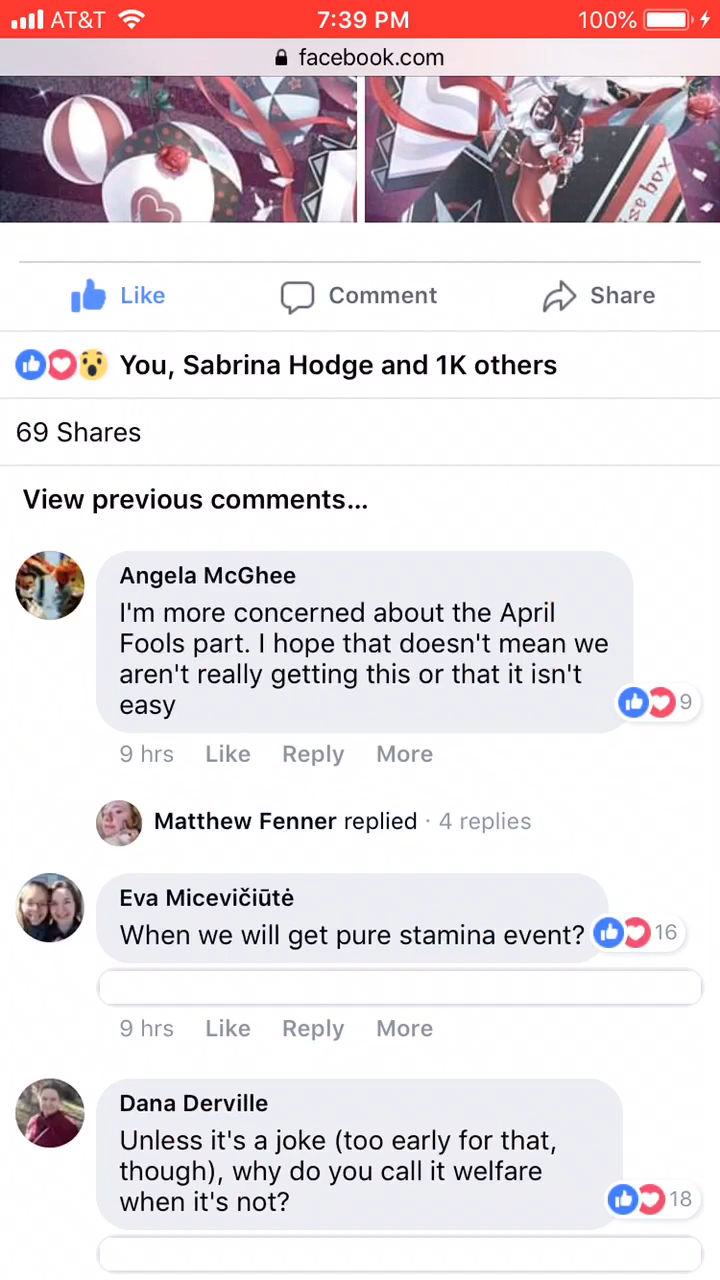 AT&T 7:39 PM 100%
facebook.com
Like Comment Share
You, Sabrina Hodge and 1K others
69 Shares
View previous comments...
Angela McGhee
I'm more concerned about the April
Fools part. I hope that doesn't mean we
aren't really getting this or that it isn't
easy
9
9 hrs Like Reply More
Matthew Fenner replied · 4 replies
Eva Micevičiūtė
When we will get pure stamina event?
16
9 hrs Like Reply More
Dana Derville
Unless it's a joke (too early for that,
though), why do you call it welfare
when it's not?
18